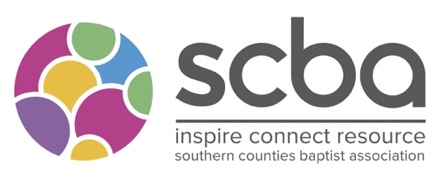 scba
inspire connect resource
southern counties baptist association